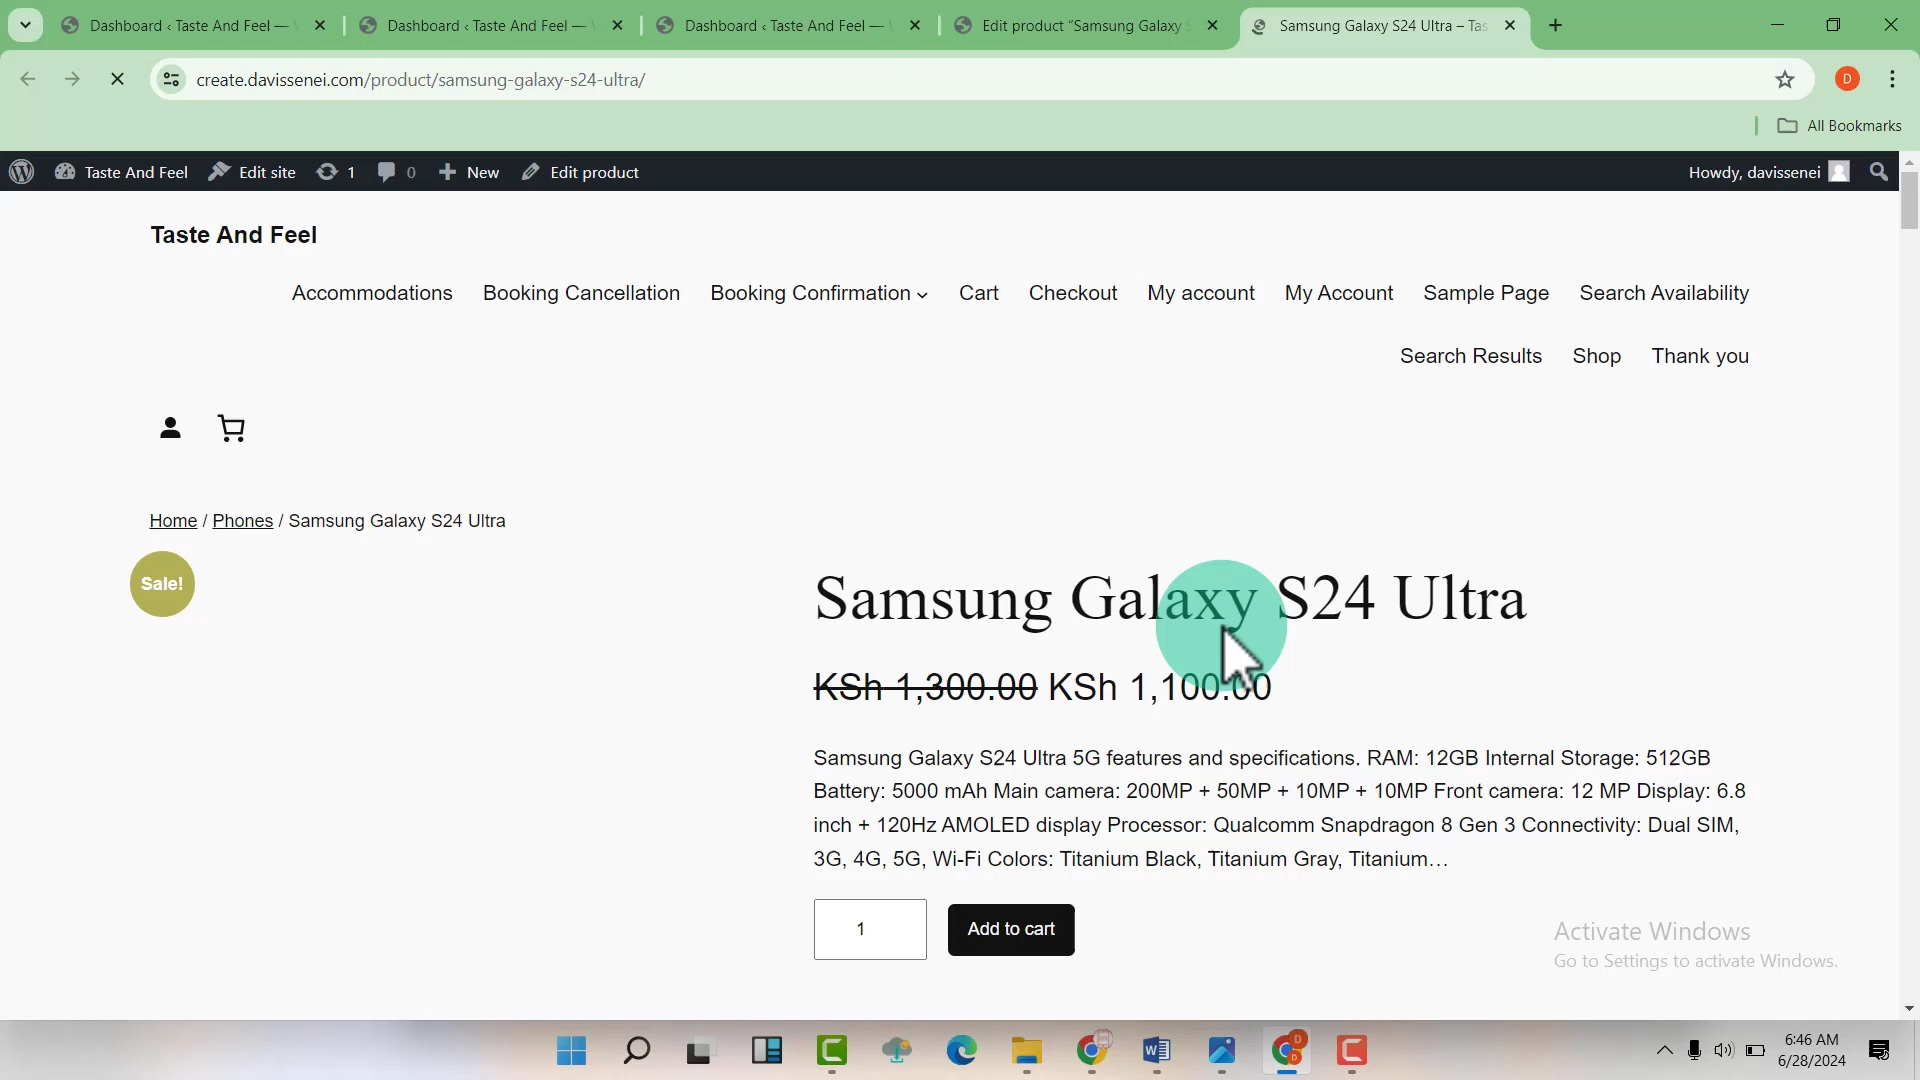 Dashboard ‹ Taste And Feel —
Dashboard ‹ Taste And Feel —
Dashboard ‹ Taste And Feel —
Edit product “Samsung Galaxy
Samsung Galaxy S24 Ultra – Tas
create.davissenei.com/product/samsung-galaxy-s24-ultra/
D
All Bookmarks
Taste And Feel
Edit site
1
0
New
Edit product
Howdy, davissenei
Taste And Feel
Accommodations Booking Cancellation Booking Confirmation Cart Checkout My account My Account Sample Page Search Availability
Search Results Shop Thank you
Home / Phones / Samsung Galaxy S24 Ultra
Sale!
Samsung Galaxy S24 Ultra
KSh 1,300.00 KSh 1,100.00
Samsung Galaxy S24 Ultra 5G features and specifications. RAM: 12GB Internal Storage: 512GB
Battery: 5000 mAh Main camera: 200MP + 50MP + 10MP + 10MP Front camera: 12 MP Display: 6.8
inch + 120Hz AMOLED display Processor: Qualcomm Snapdragon 8 Gen 3 Connectivity: Dual SIM,
3G, 4G, 5G, Wi-Fi Colors: Titanium Black, Titanium Gray, Titanium…
1
Add to cart
Activate Windows
Go to Settings to activate Windows.
6:46 AM
6/28/2024